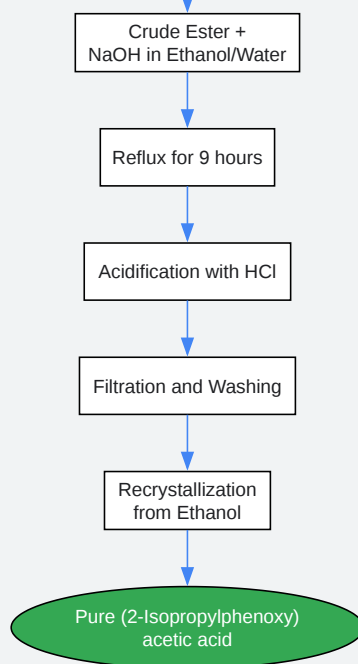 Crude Ester +
NaOH in Ethanol/Water
Reflux for 9 hours
Acidification with HCl
Filtration and Washing
Recrystallization
from Ethanol
Pure (2-Isopropylphenoxy)
acetic acid